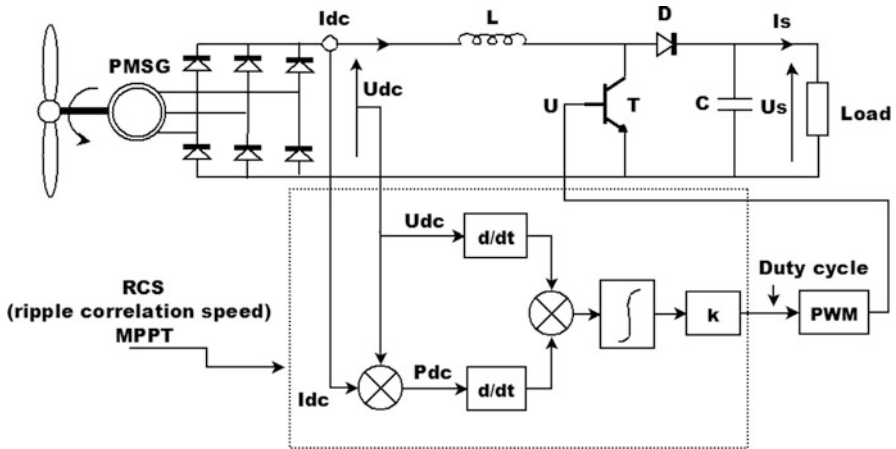 Idc
L
D
Is
PMSG
Udc
U
T
C
Us
Load
Udc
d/dt
Duty cycle
RCS
(ripple correlation speed)
MPPT
k
PWM
Pdc
d/dt
Idc